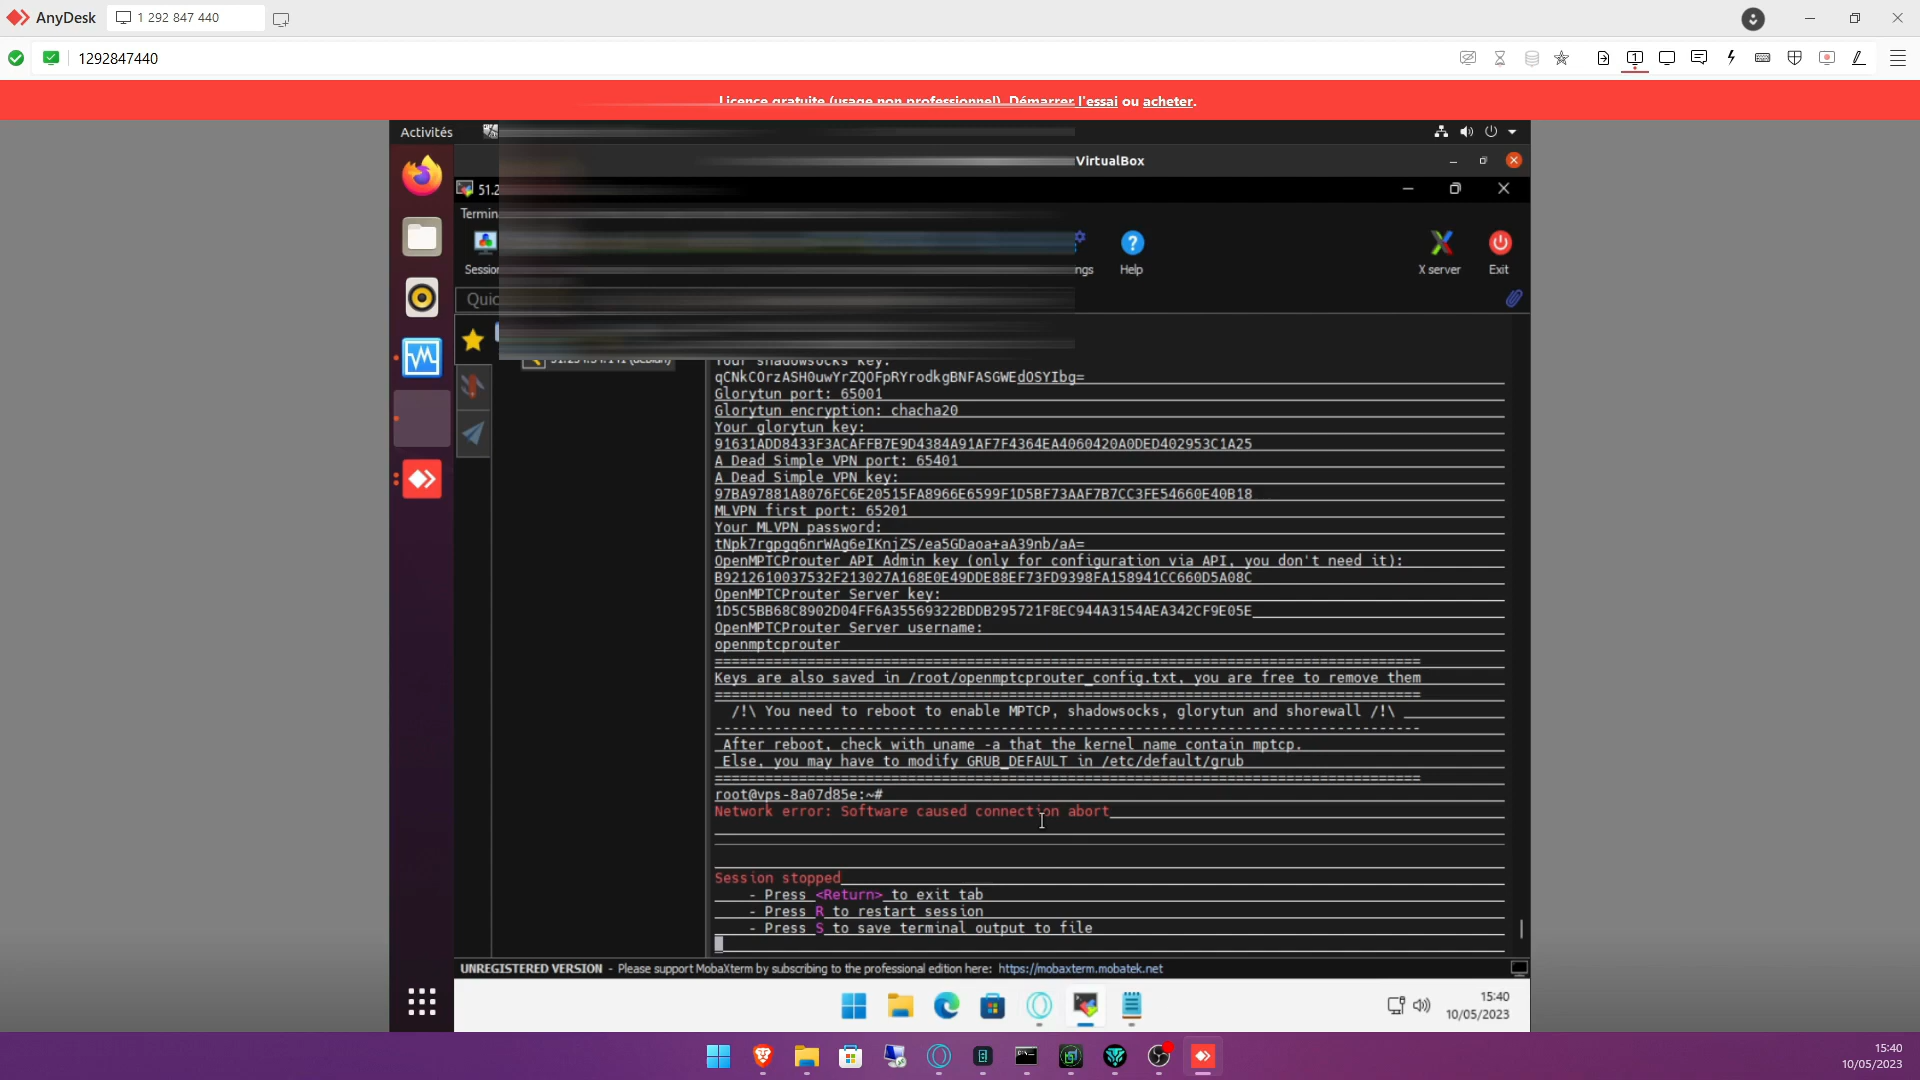 AnyDesk
1 292 847 440
1292847440
Licence gratuite (usage non professionnel). Démarrer l'essai ou acheter.
Activités
VirtualBox
51.2
Termin
Session
ngs
Help
X server
Exit
Quic
Your shadowsocks key:
qCNkCOrzASH0uwYrZQOFpRYrodkgBNFASGWEdOSYIbg=
Glorytun port: 65001
Glorytun encryption: chacha20
Your glorytun key:
91631ADD8433F3ACAFFB7E9D4384A91AF7F4364EA4060420A0DED402953C1A25
A Dead Simple VPN port: 65401
A Dead Simple VPN key:
97BA97881A8076FC6E20515FA8966E6599F1D5BF73AAF7B7CC3FE54660E40B18
MLVPN first port: 65201
Your MLVPN password:
tNpk7rgpgq6nrWAg6eIKnjZS/ea5GDaoa+aA39nb/aA=
OpenMPTCProuter API Admin key (only for configuration via API, you don't need it):
B9212610037532F213027A168E0E49DDE88EF73FD9398FA158941CC660D5A08C
OpenMPTCProuter Server key:
1D5C5BB68C8902D04FF6A35569322BDDB295721F8EC944A3154AEA342CF9E05E
OpenMPTCProuter Server username:
openmptcprouter
====================================================================================
Keys are also saved in /root/openmptcprouter_config.txt, you are free to remove them
====================================================================================
/!\ You need to reboot to enable MPTCP, shadowsocks, glorytun and shorewall /!\
------------------------------------------------------------------------------------
After reboot, check with uname -a that the kernel name contain mptcp.
Else, you may have to modify GRUB_DEFAULT in /etc/default/grub
====================================================================================
root@vps-8a07d85e:~#
Network error: Software caused connection abort
Session stopped
- Press <Return> to exit tab
- Press R to restart session
- Press S to save terminal output to file
UNREGISTERED VERSION - Please support MobaXterm by subscribing to the professional edition here: https://mobaxterm.mobatek.net
15:40
10/05/2023
15:40
10/05/2023